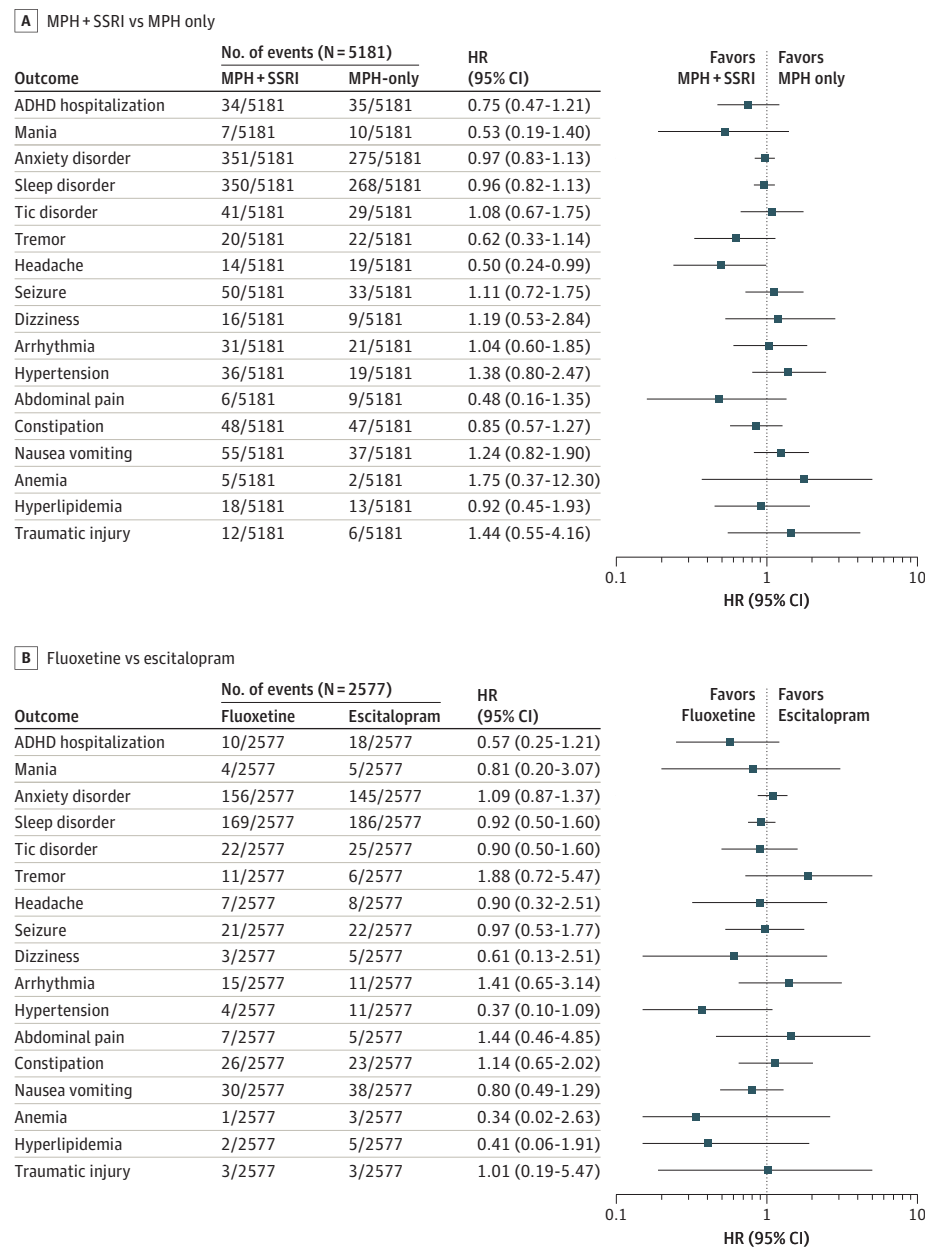 A MPH + SSRI vs MPH only
No. of events (N = 5181)
HR
(95% CI)
Favors
MPH + SSRI
Favors
MPH only
Outcome MPH + SSRI MPH-only
ADHD hospitalization 34/5181 35/5181 0.75 (0.47-1.21)
Mania 7/5181 10/5181 0.53 (0.19-1.40)
Anxiety disorder 351/5181 275/5181 0.97 (0.83-1.13)
Sleep disorder 350/5181 268/5181 0.96 (0.82-1.13)
Tic disorder 41/5181 29/5181 1.08 (0.67-1.75)
Tremor 20/5181 22/5181 0.62 (0.33-1.14)
Headache 14/5181 19/5181 0.50 (0.24-0.99)
Seizure 50/5181 33/5181 1.11 (0.72-1.75)
Dizziness 16/5181 9/5181 1.19 (0.53-2.84)
Arrhythmia 31/5181 21/5181 1.04 (0.60-1.85)
Hypertension 36/5181 19/5181 1.38 (0.80-2.47)
Abdominal pain 6/5181 9/5181 0.48 (0.16-1.35)
Constipation 48/5181 47/5181 0.85 (0.57-1.27)
Nausea vomiting 55/5181 37/5181 1.24 (0.82-1.90)
Anemia 5/5181 2/5181 1.75 (0.37-12.30)
Hyperlipidemia 18/5181 13/5181 0.92 (0.45-1.93)
Traumatic injury 12/5181 6/5181 1.44 (0.55-4.16)
0.1 1 10
HR (95% CI)
B Fluoxetine vs escitalopram
No. of events (N = 2577)
HR
(95% CI)
Favors
Fluoxetine
Favors
Escitalopram
Outcome Fluoxetine Escitalopram
ADHD hospitalization 10/2577 18/2577 0.57 (0.25-1.21)
Mania 4/2577 5/2577 0.81 (0.20-3.07)
Anxiety disorder 156/2577 145/2577 1.09 (0.87-1.37)
Sleep disorder 169/2577 186/2577 0.92 (0.50-1.60)
Tic disorder 22/2577 25/2577 0.90 (0.50-1.60)
Tremor 11/2577 6/2577 1.88 (0.72-5.47)
Headache 7/2577 8/2577 0.90 (0.32-2.51)
Seizure 21/2577 22/2577 0.97 (0.53-1.77)
Dizziness 3/2577 5/2577 0.61 (0.13-2.51)
Arrhythmia 15/2577 11/2577 1.41 (0.65-3.14)
Hypertension 4/2577 11/2577 0.37 (0.10-1.09)
Abdominal pain 7/2577 5/2577 1.44 (0.46-4.85)
Constipation 26/2577 23/2577 1.14 (0.65-2.02)
Nausea vomiting 30/2577 38/2577 0.80 (0.49-1.29)
Anemia 1/2577 3/2577 0.34 (0.02-2.63)
Hyperlipidemia 2/2577 5/2577 0.41 (0.06-1.91)
Traumatic injury 3/2577 3/2577 1.01 (0.19-5.47)
0.1 1 10
HR (95% CI)